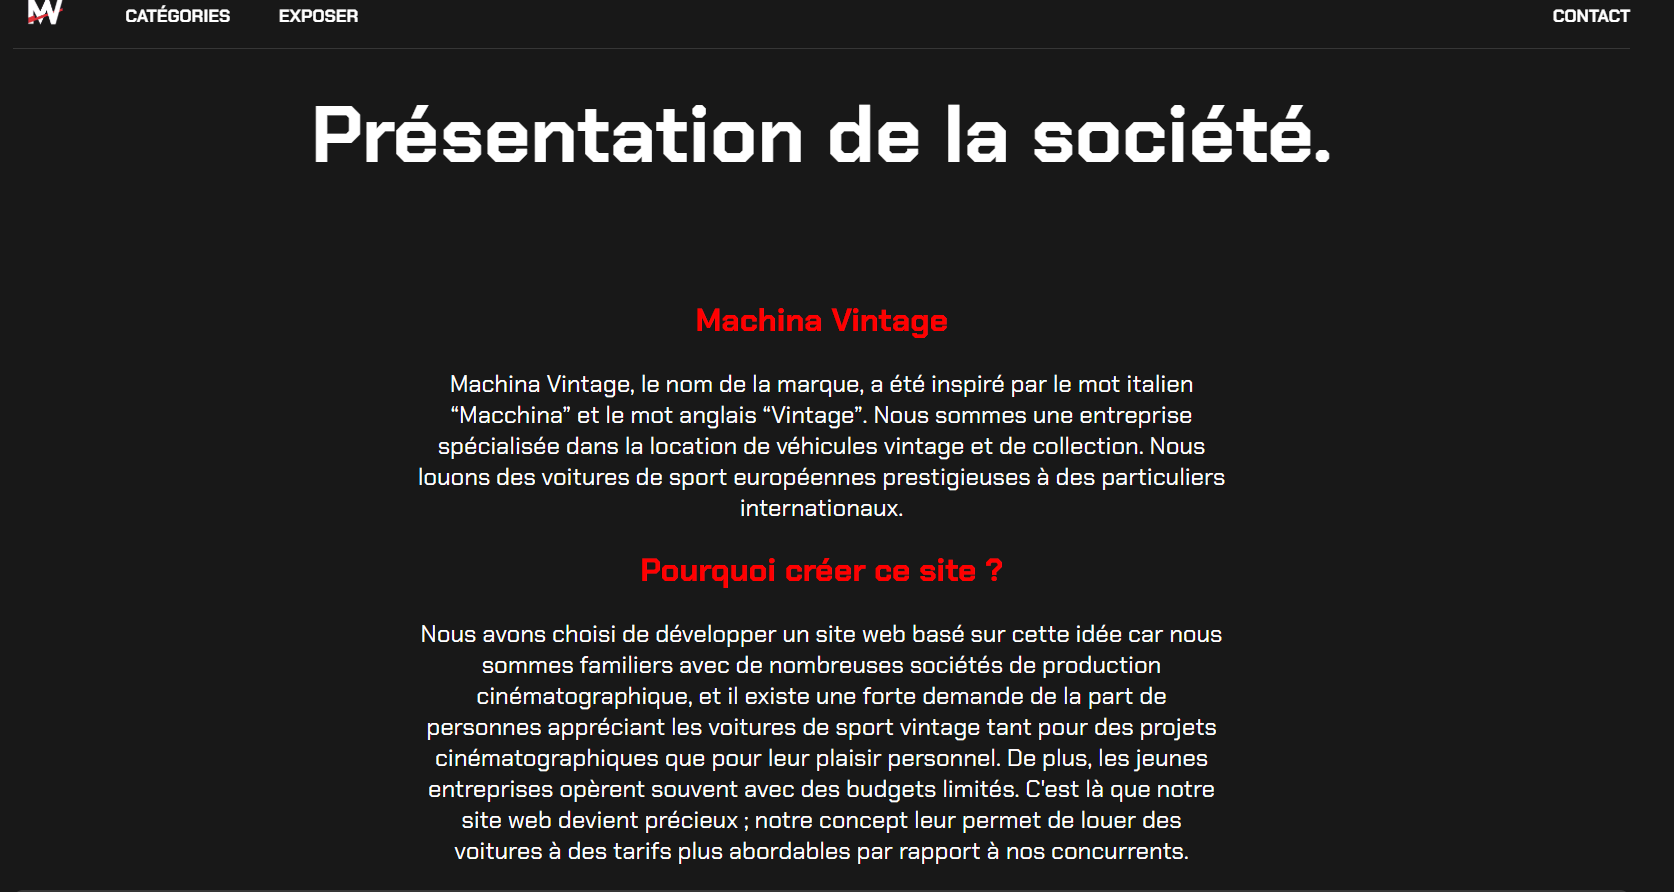 MV
CATÉGORIES
EXPOSER
CONTACT
Présentation de la société.
Machina Vintage
Machina Vintage, le nom de la marque, a été inspiré par le mot italien
“Macchina” et le mot anglais “Vintage”. Nous sommes une entreprise
spécialisée dans la location de véhicules vintage et de collection. Nous
louons des voitures de sport européennes prestigieuses à des particuliers
internationaux.
Pourquoi créer ce site ?
Nous avons choisi de développer un site web basé sur cette idée car nous
sommes familiers avec de nombreuses sociétés de production
cinématographique, et il existe une forte demande de la part de
personnes appréciant les voitures de sport vintage tant pour des projets
cinématographiques que pour leur plaisir personnel. De plus, les jeunes
entreprises opèrent souvent avec des budgets limités. C'est là que notre
site web devient précieux ; notre concept leur permet de louer des
voitures à des tarifs plus abordables par rapport à nos concurrents.